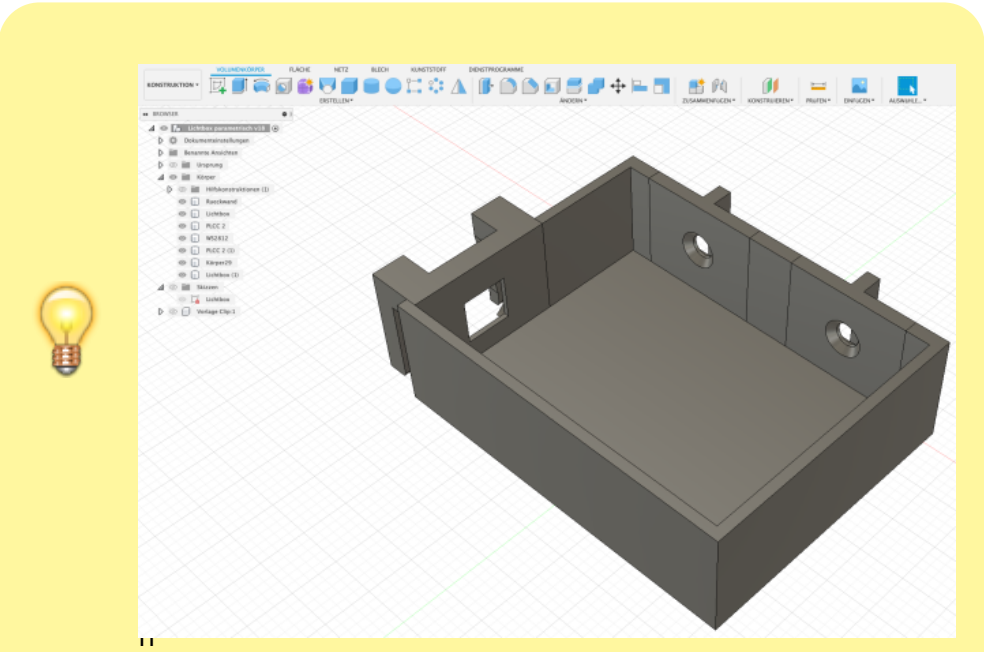 VOLUMENKÖRPER FLÄCHE NETZ BLECH KUNSTSTOFF DIENSTPROGRAMME
KONSTRUKTION
ERSTELLEN ÄNDERN ZUSAMMENFÜGEN KONSTRUIEREN PRÜFEN EINFÜGEN AUSWÄHLE...
BROWSER
Lichtbox parametrisch v19
Dokumenteinstellungen
Benannte Ansichten
Ursprung
Körper
Hilfskonstruktionen (1)
Rueckwand
Lichtbox
PLCC 2
WS2812
PLCC 2 (1)
Körper29
Lichtbox (1)
Skizzen
Lichtbox
Vorlage Clip:1